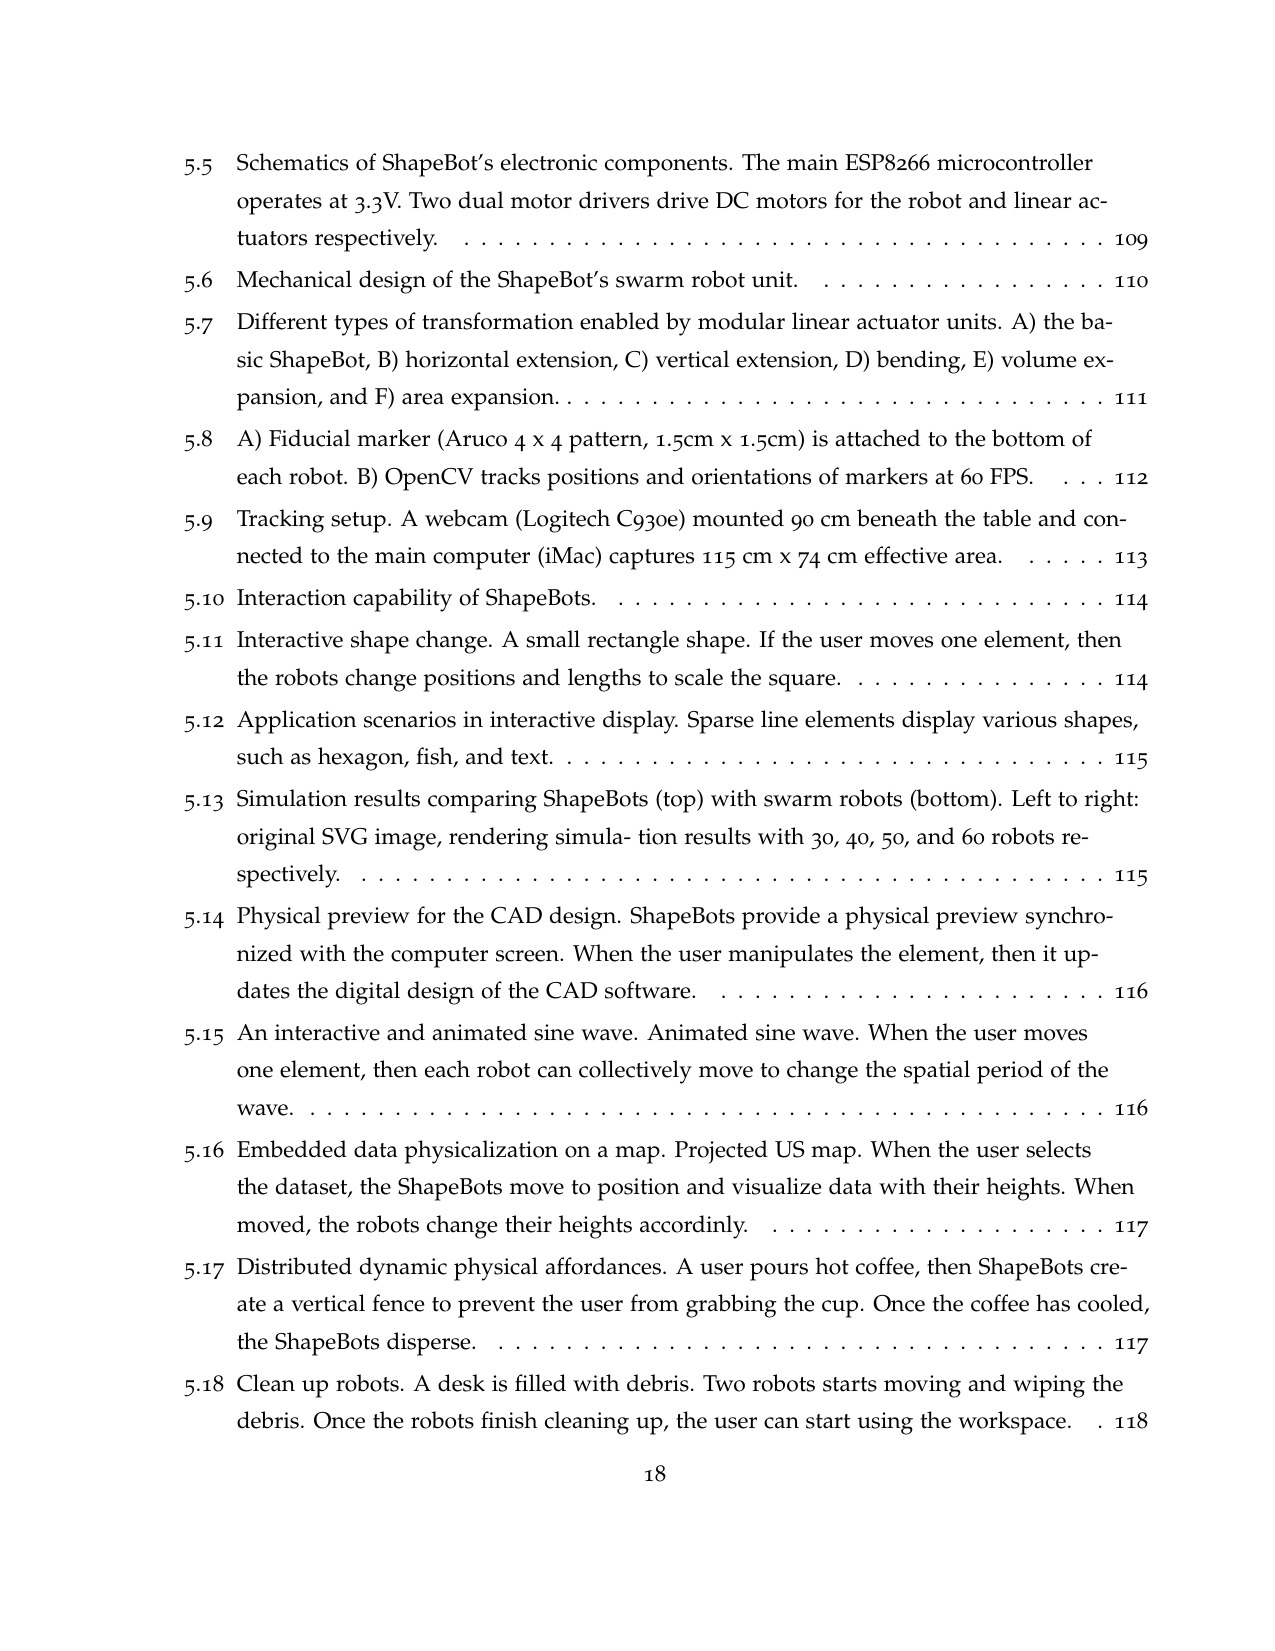 5.5 Schematics of ShapeBot's electronic components. The main ESP8266 microcontroller
operates at 3.3V. Two dual motor drivers drive DC motors for the robot and linear ac-
tuators respectively. . . . . . . . . . . . . . . . . . . . . . . . . . . . . . . . . . . . . . . 109
5.6 Mechanical design of the ShapeBot's swarm robot unit. . . . . . . . . . . . . . . . . . 110
5.7 Different types of transformation enabled by modular linear actuator units. A) the ba-
sic ShapeBot, B) horizontal extension, C) vertical extension, D) bending, E) volume ex-
pansion, and F) area expansion. . . . . . . . . . . . . . . . . . . . . . . . . . . . . . . . . 111
5.8 A) Fiducial marker (Aruco 4 x 4 pattern, 1.5cm x 1.5cm) is attached to the bottom of
each robot. B) OpenCV tracks positions and orientations of markers at 60 FPS. . . . 112
5.9 Tracking setup. A webcam (Logitech C930e) mounted 90 cm beneath the table and con-
nected to the main computer (iMac) captures 115 cm x 74 cm effective area. . . . . . 113
5.10 Interaction capability of ShapeBots. . . . . . . . . . . . . . . . . . . . . . . . . . . . . . 114
5.11 Interactive shape change. A small rectangle shape. If the user moves one element, then
the robots change positions and lengths to scale the square. . . . . . . . . . . . . . . . 114
5.12 Application scenarios in interactive display. Sparse line elements display various shapes,
such as hexagon, fish, and text. . . . . . . . . . . . . . . . . . . . . . . . . . . . . . . . . 115
5.13 Simulation results comparing ShapeBots (top) with swarm robots (bottom). Left to right:
original SVG image, rendering simula- tion results with 30, 40, 50, and 60 robots re-
spectively. . . . . . . . . . . . . . . . . . . . . . . . . . . . . . . . . . . . . . . . . . . . . 115
5.14 Physical preview for the CAD design. ShapeBots provide a physical preview synchro-
nized with the computer screen. When the user manipulates the element, then it up-
dates the digital design of the CAD software. . . . . . . . . . . . . . . . . . . . . . . . 116
5.15 An interactive and animated sine wave. Animated sine wave. When the user moves
one element, then each robot can collectively move to change the spatial period of the
wave. . . . . . . . . . . . . . . . . . . . . . . . . . . . . . . . . . . . . . . . . . . . . . . . 116
5.16 Embedded data physicalization on a map. Projected US map. When the user selects
the dataset, the ShapeBots move to position and visualize data with their heights. When
moved, the robots change their heights accordinly. . . . . . . . . . . . . . . . . . . . . 117
5.17 Distributed dynamic physical affordances. A user pours hot coffee, then ShapeBots cre-
ate a vertical fence to prevent the user from grabbing the cup. Once the coffee has cooled,
the ShapeBots disperse. . . . . . . . . . . . . . . . . . . . . . . . . . . . . . . . . . . . . 117
5.18 Clean up robots. A desk is filled with debris. Two robots starts moving and wiping the
debris. Once the robots finish cleaning up, the user can start using the workspace. . 118
18